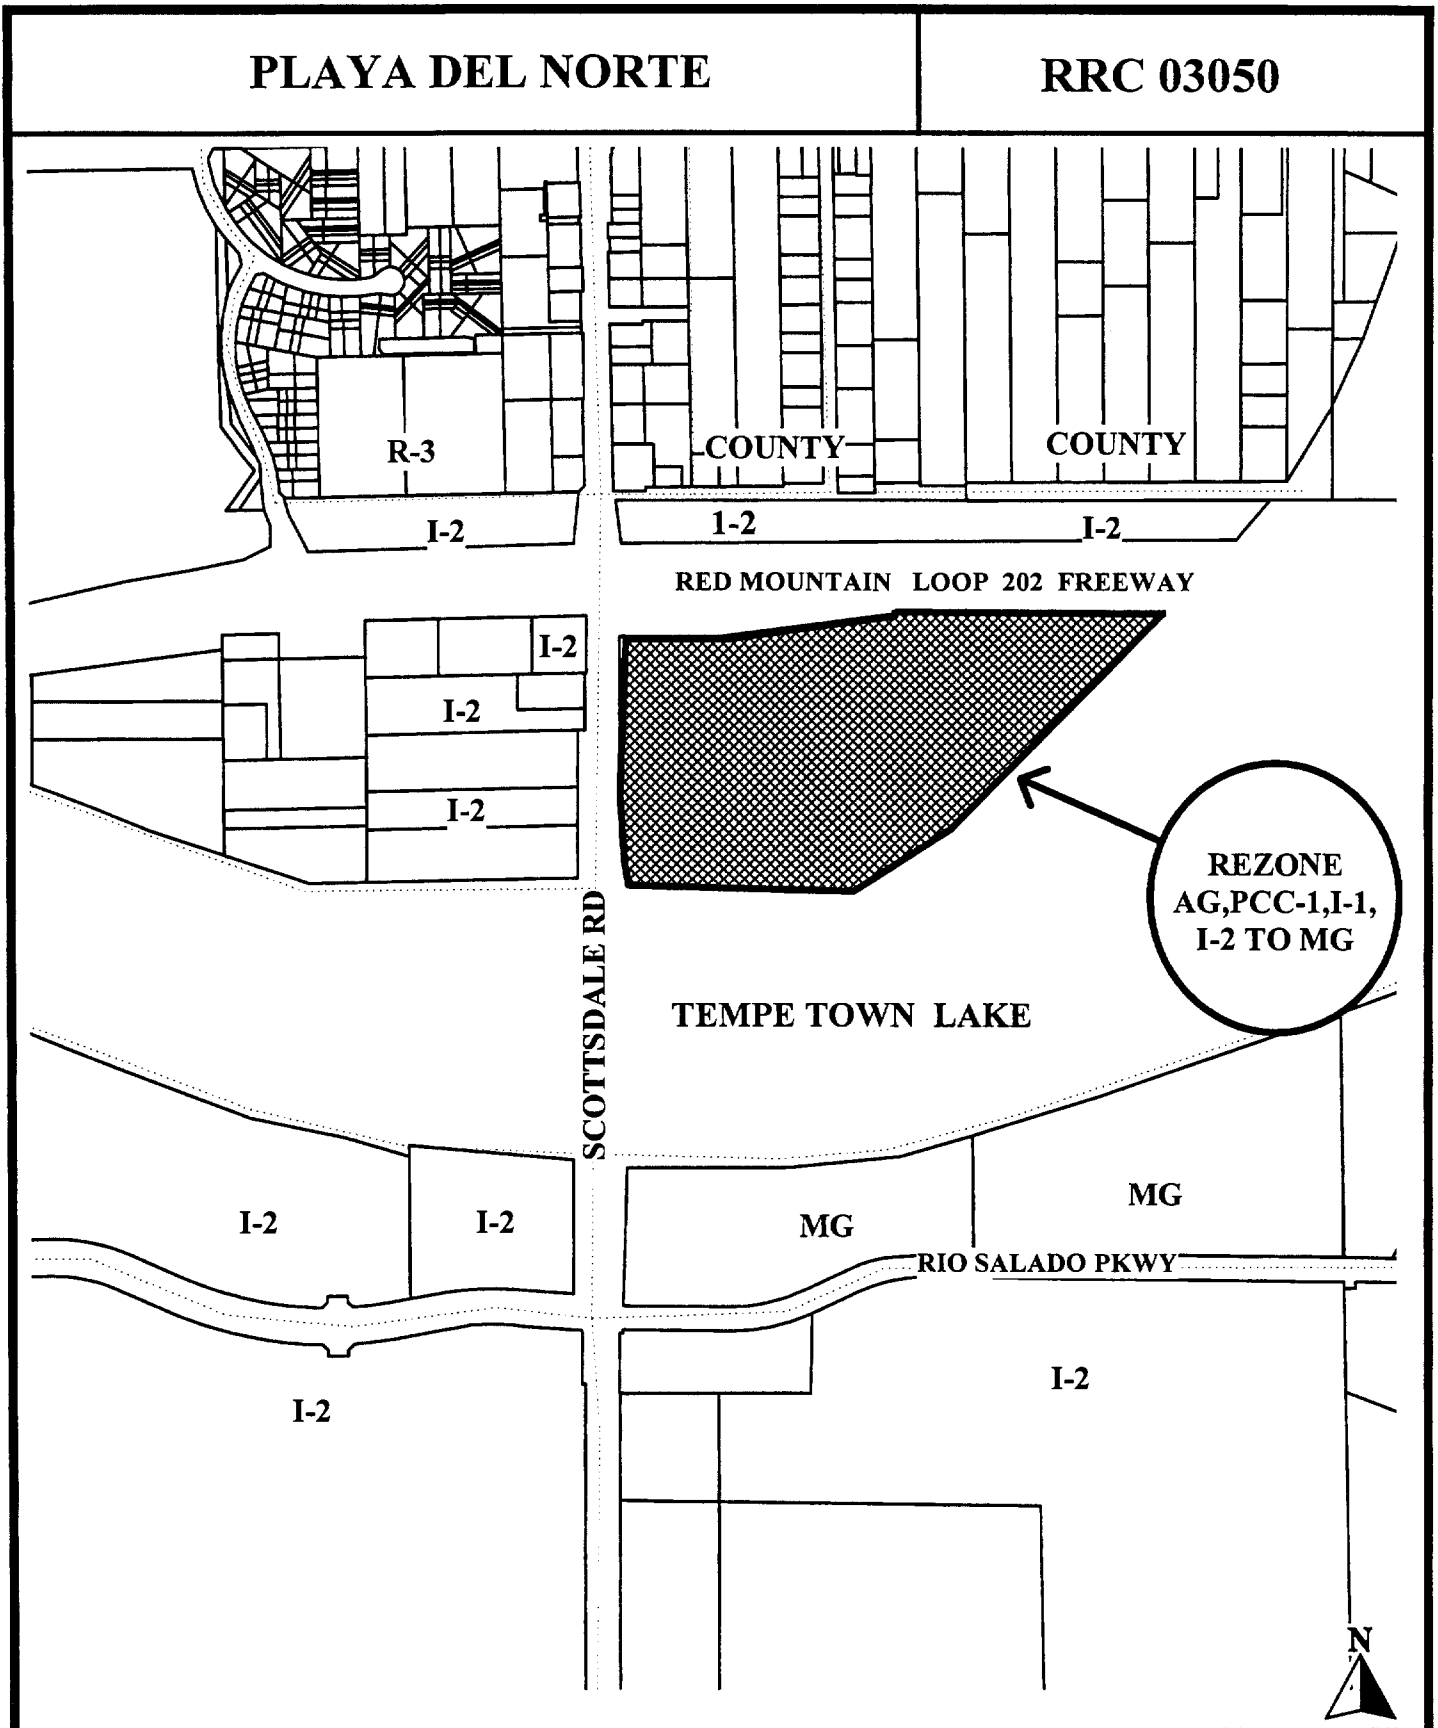 PLAYA DEL NORTE
RRC 03050
R-3
COUNTY
COUNTY
I-2
1-2
I-2
RED MOUNTAIN LOOP 202 FREEWAY
I-2
I-2
I-2
REZONE
AG,PCC-1,I-1,
I-2 TO MG
SCOTTSDALE RD
TEMPE TOWN LAKE
I-2
I-2
MG
MG
RIO SALADO PKWY
I-2
I-2
N